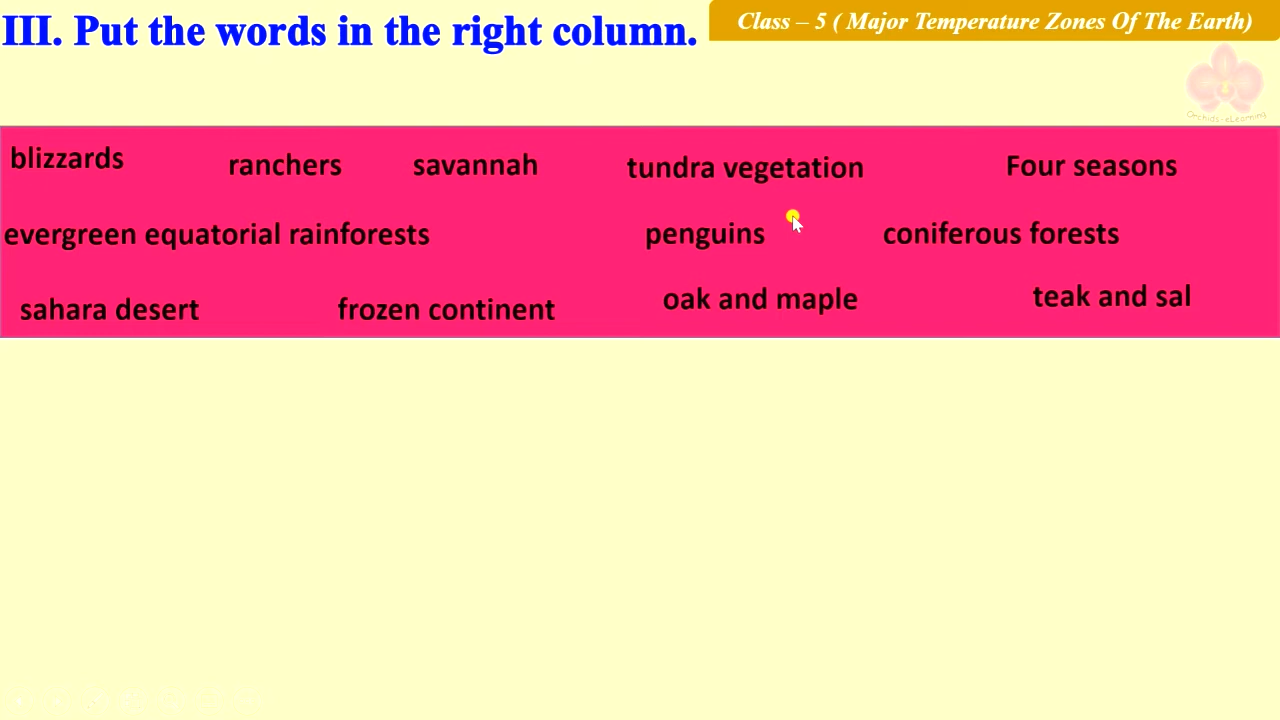 III. Put the words in the right column.
Class – 5 ( Major Temperature Zones Of The Earth)
Orchids-eLearning
blizzards ranchers savannah tundra vegetation Four seasons
evergreen equatorial rainforests penguins coniferous forests
sahara desert frozen continent oak and maple teak and sal